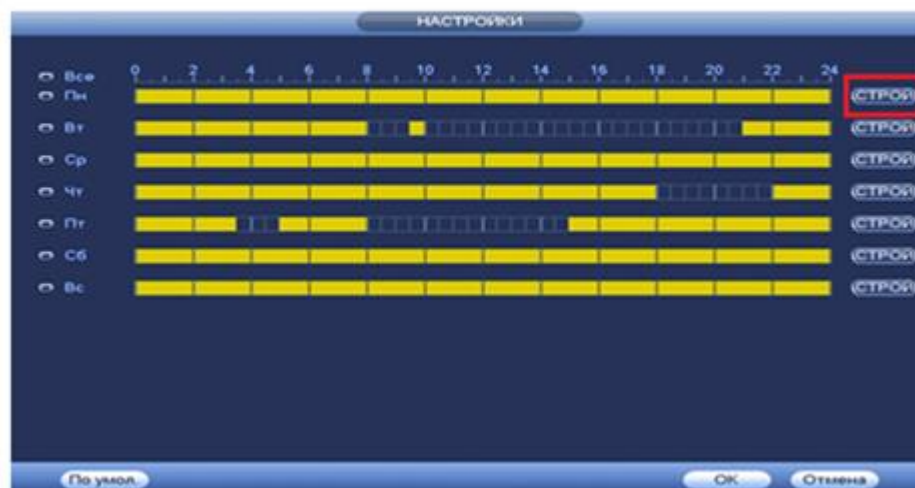 НАСТРОЙКИ
Все 0 2 4 6 8 10 12 14 16 18 20 22 24
Пн (СТРОЙ
Вт (СТРОЙ
Ср (СТРОЙ
Чт (СТРОЙ
Пт (СТРОЙ
Сб (СТРОЙ
Вс (СТРОЙ
По умол. ОК Отмена